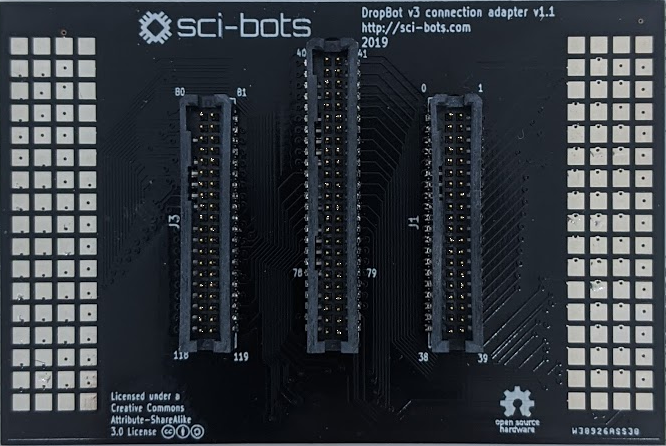 sci-bots
DropBot v3 connection adapter v1.1
http://sci-bots.com
2019
40
41
80
81
0
1
J3
J1
78
79
118
119
38
39
Licensed under a
Creative Commons
Attribute-ShareAlike
3.0 License
open source
hardware